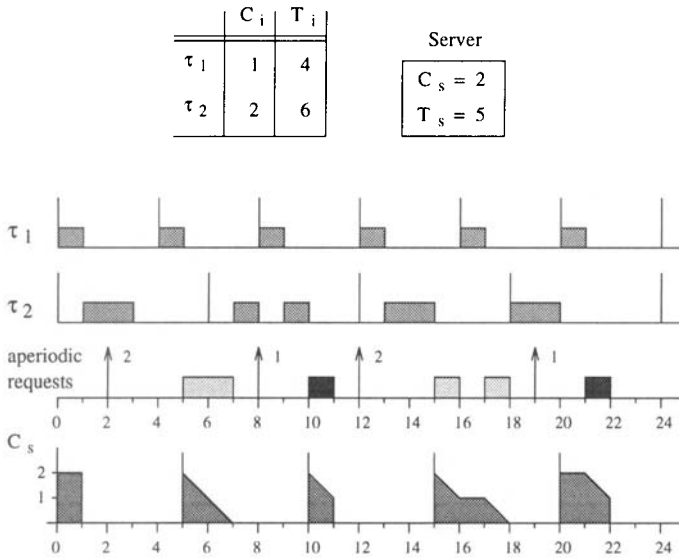 C i T i
τ 1 1 4
τ 2 2 6
Server
C s = 2
T s = 5
τ 1
τ 2
aperiodic
requests
2 1 2 1
0 2 4 6 8 10 12 14 16 18 20 22 24
C s
2
1
0 2 4 6 8 10 12 14 16 18 20 22 24